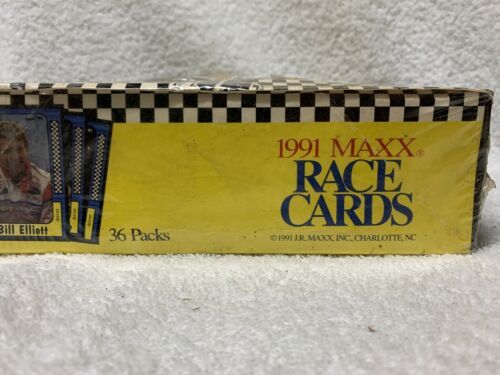 1991 MAXX®
RACE
CARDS
Bill Elliott
36 Packs
©1991 J.R. MAXX, INC., CHARLOTTE, NC